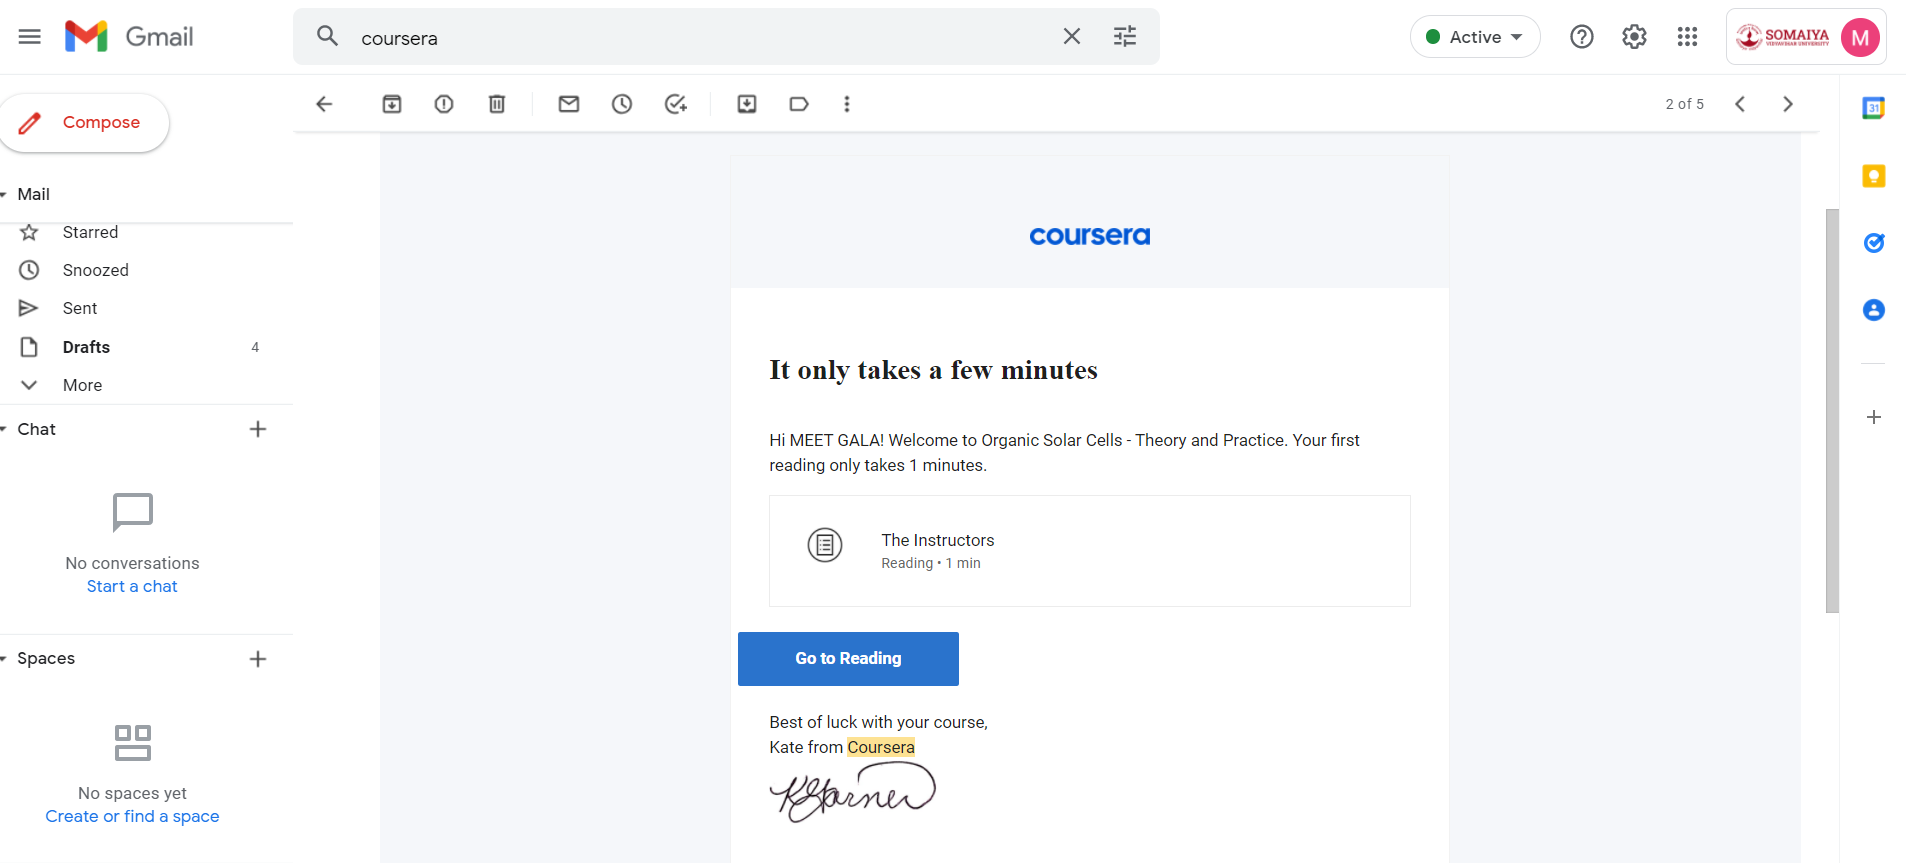 Gmail
coursera
Active
SOMAIYA
VIDYAVIHAR UNIVERSITY
M
Compose
2 of 5
31
Mail
Starred
Snoozed
Sent
Drafts 4
More
Chat
No conversations
Start a chat
Spaces
No spaces yet
Create or find a space
coursera
It only takes a few minutes
Hi MEET GALA! Welcome to Organic Solar Cells - Theory and Practice. Your first
reading only takes 1 minutes.
The Instructors
Reading • 1 min
Go to Reading
Best of luck with your course,
Kate from Coursera